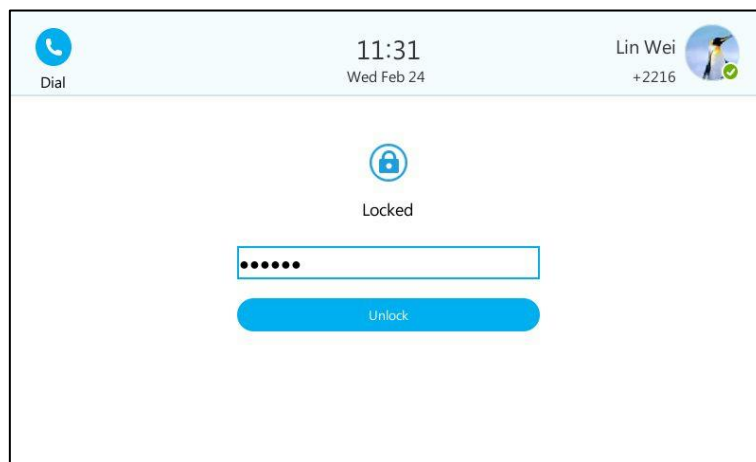 11:31
Lin Wei
Dial
Wed Feb 24
+2216
Locked
••••••
Unlock